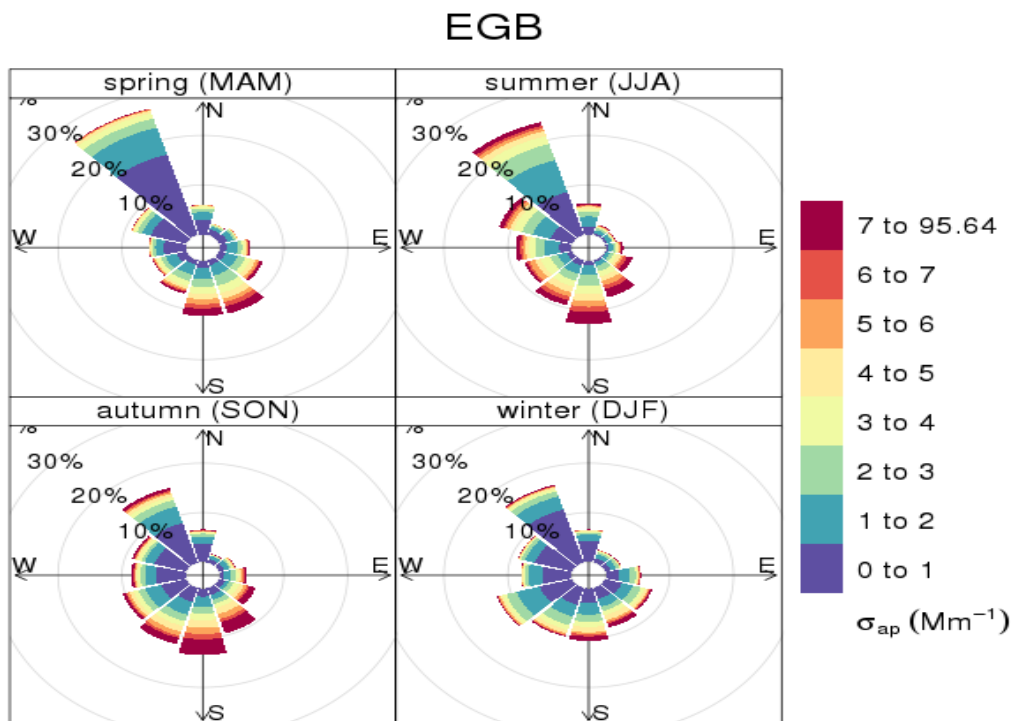 EGB
spring (MAM)
summer (JJA)
%
N
30%
20%
10%
W
E
S
%
N
30%
20%
10%
W
E
S
autumn (SON)
winter (DJF)
%
N
30%
20%
10%
W
E
S
%
N
20%
10%
W
E
S
7 to 95.64
6 to 7
5 to 6
4 to 5
3 to 4
2 to 3
1 to 2
0 to 1
σap (Mm⁻¹)